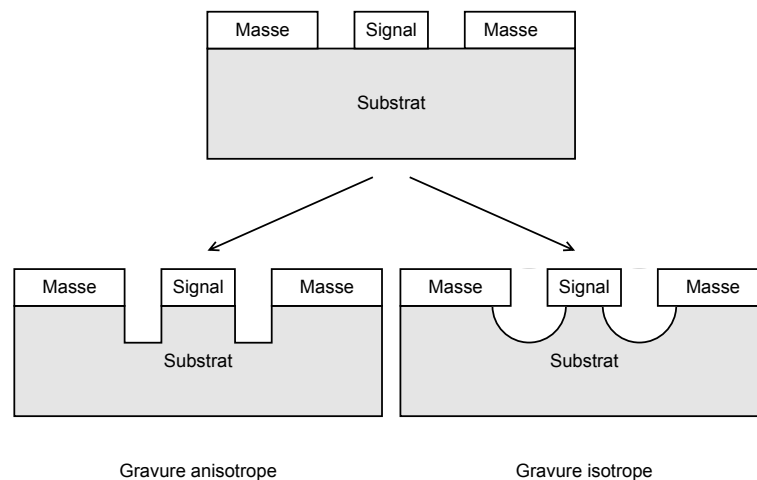 Masse Signal Masse
Substrat
Masse Signal Masse
Substrat
Masse Signal Masse
Substrat
Gravure anisotrope
Gravure isotrope